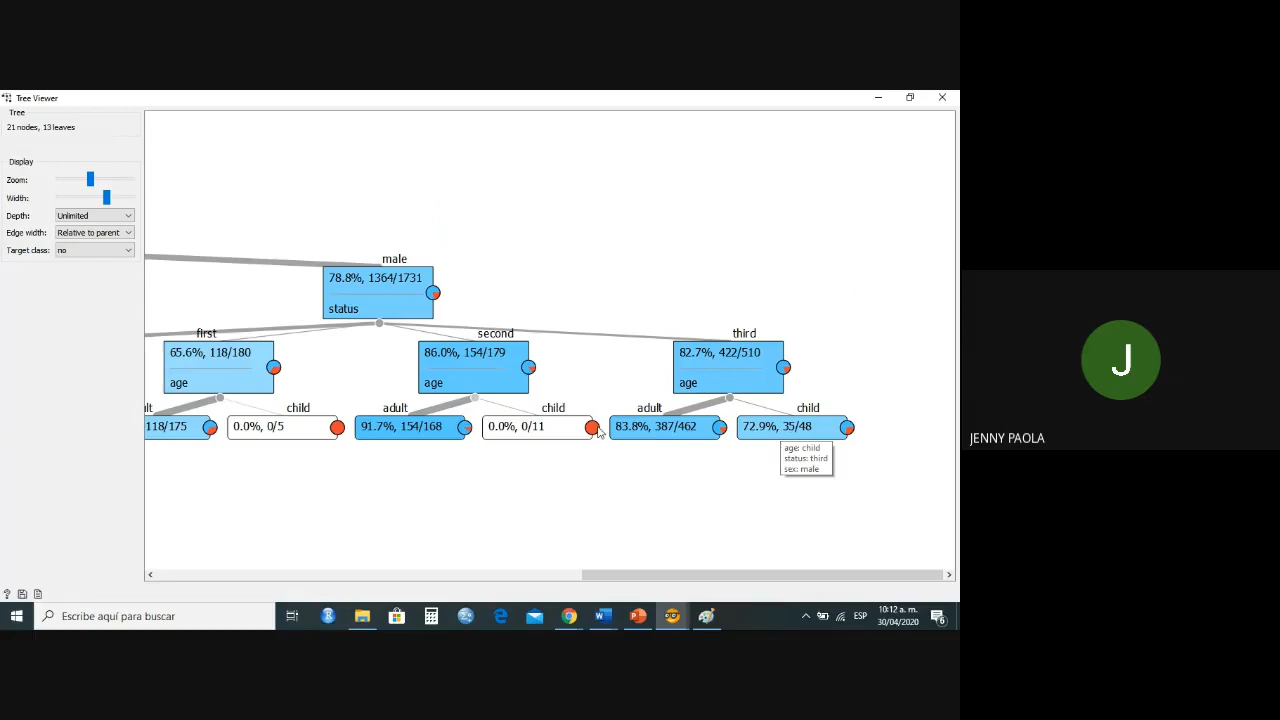 Tree Viewer
Tree
21 nodes, 13 leaves
Display
Zoom:
Width:
Depth: Unlimited
Edge width: Relative to parent
Target class: no
male
78.8%, 1364/1731
status
first
65.6%, 118/180
age
second
86.0%, 154/179
age
third
82.7%, 422/510
age
lt
118/175
child
0.0%, 0/5
adult
91.7%, 154/168
child
0.0%, 0/11
adult
83.8%, 387/462
child
72.9%, 35/48
age: child
status: third
sex: male
J
JENNY PAOLA
Escribe aquí para buscar
ESP
10:12 a. m.
30/04/2020
6